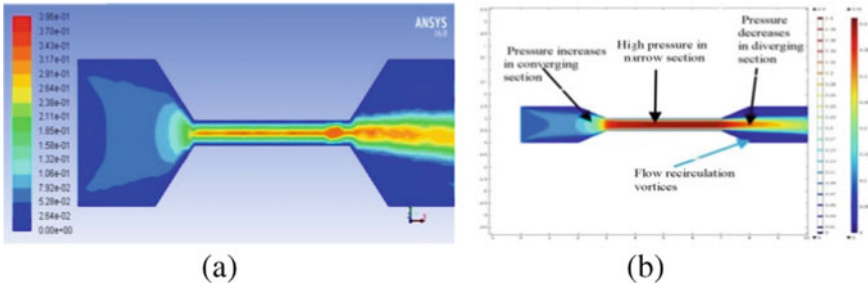 3.96e-01
3.70e-01
3.43e-01
3.17e-01
2.91e-01
2.64e-01
2.38e-01
2.11e-01
1.85e-01
1.58e-01
1.32e-01
1.06e-01
7.92e-02
5.28e-02
2.64e-02
0.00e+00
ANSYS
(a)
(b)
Pressure increases
in converging
section
High pressure in
narrow section
Pressure
decreases
in diverging
section
Flow recirculation
vortices